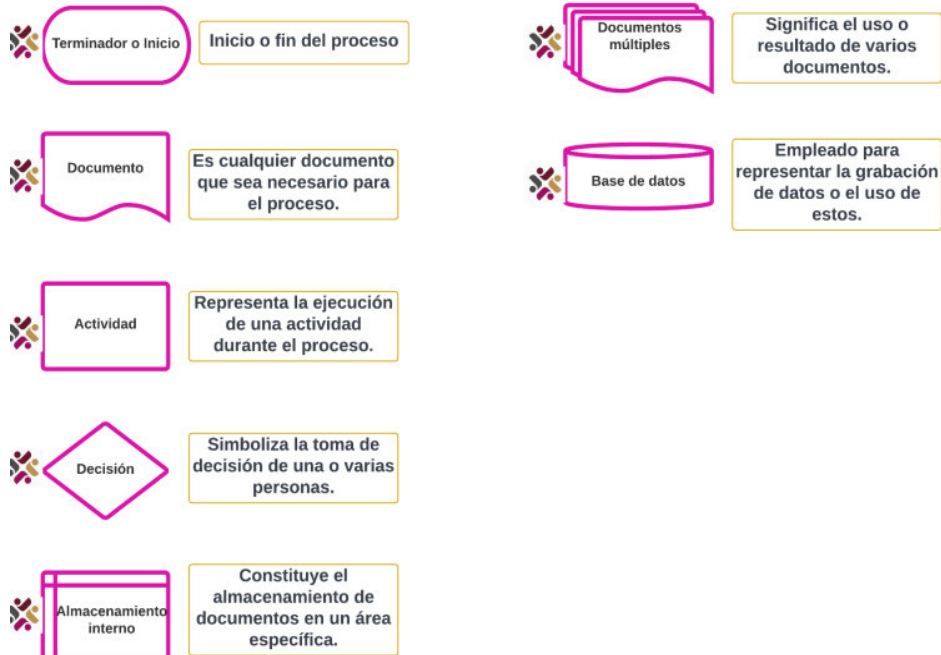 Terminador o Inicio
Inicio o fin del proceso
Documento
Es cualquier documento
que sea necesario para
el proceso.
Actividad
Representa la ejecución
de una actividad
durante el proceso.
Decisión
Simboliza la toma de
decisión de una o varias
personas.
Almacenamiento
interno
Constituye el
almacenamiento de
documentos en un área
específica.
Documentos
múltiples
Significa el uso o
resultado de varios
documentos.
Base de datos
Empleado para
representar la grabación
de datos o el uso de
estos.